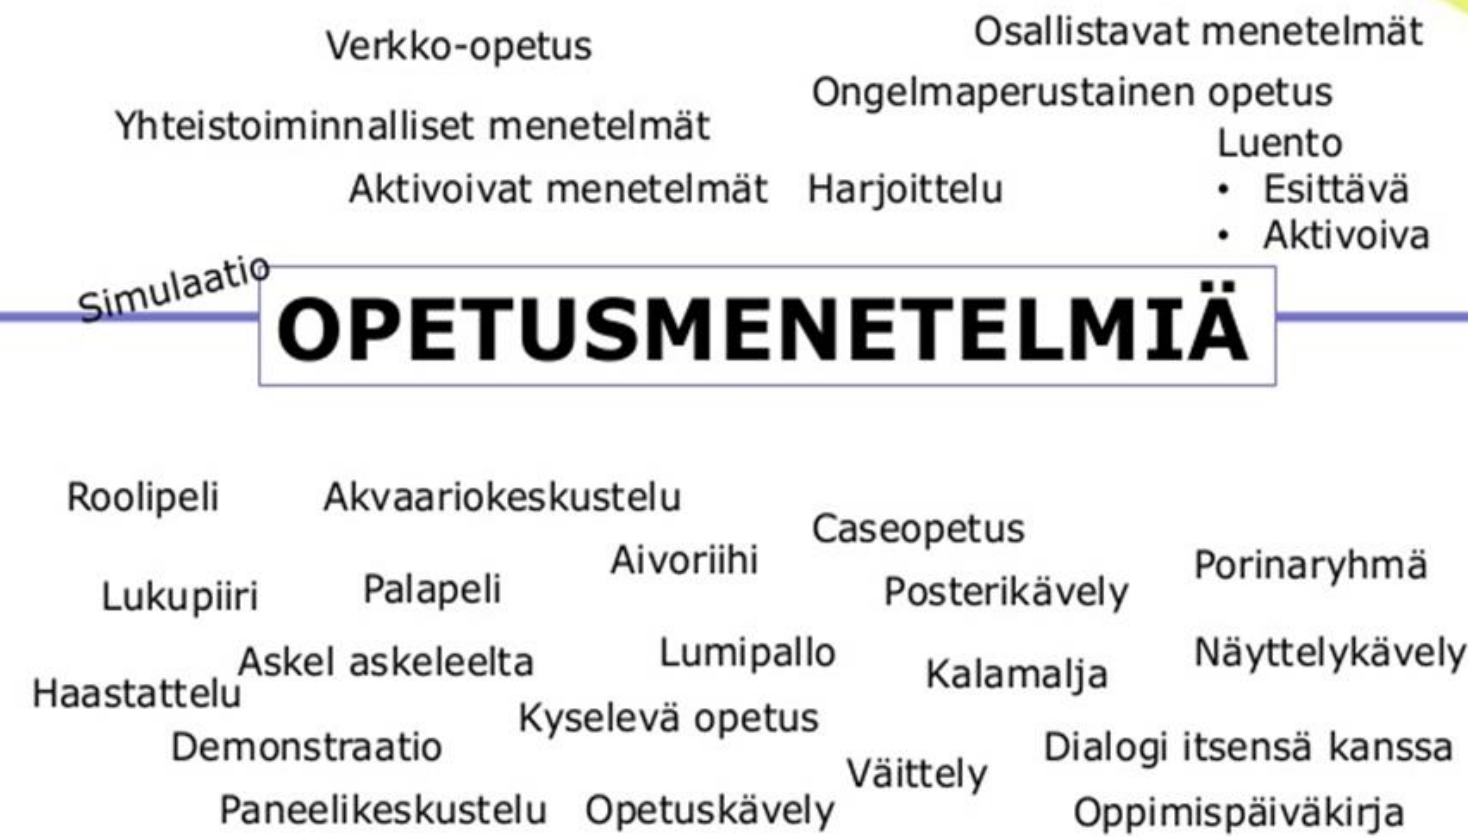 Osallistavat menetelmät
Verkko-opetus
Ongelmaperustainen opetus
Yhteistoiminnalliset menetelmät
Luento
Aktivoivat menetelmät
Harjoittelu
• Esittävä
• Aktivoiva
Simulaatio
OPETUSMENETELMIÄ
Roolipeli
Akvaariokeskustelu
Caseopetus
Aivoriihi
Porinaryhmä
Lukupiiri
Palapeli
Posterikävely
Askel askeleelta
Lumipallo
Näyttelykävely
Kalamalja
Haastattelu
Kyselevä opetus
Demonstraatio
Dialogi itsensä kanssa
Väittely
Paneelikeskustelu
Opetuskävely
Oppimispäiväkirja